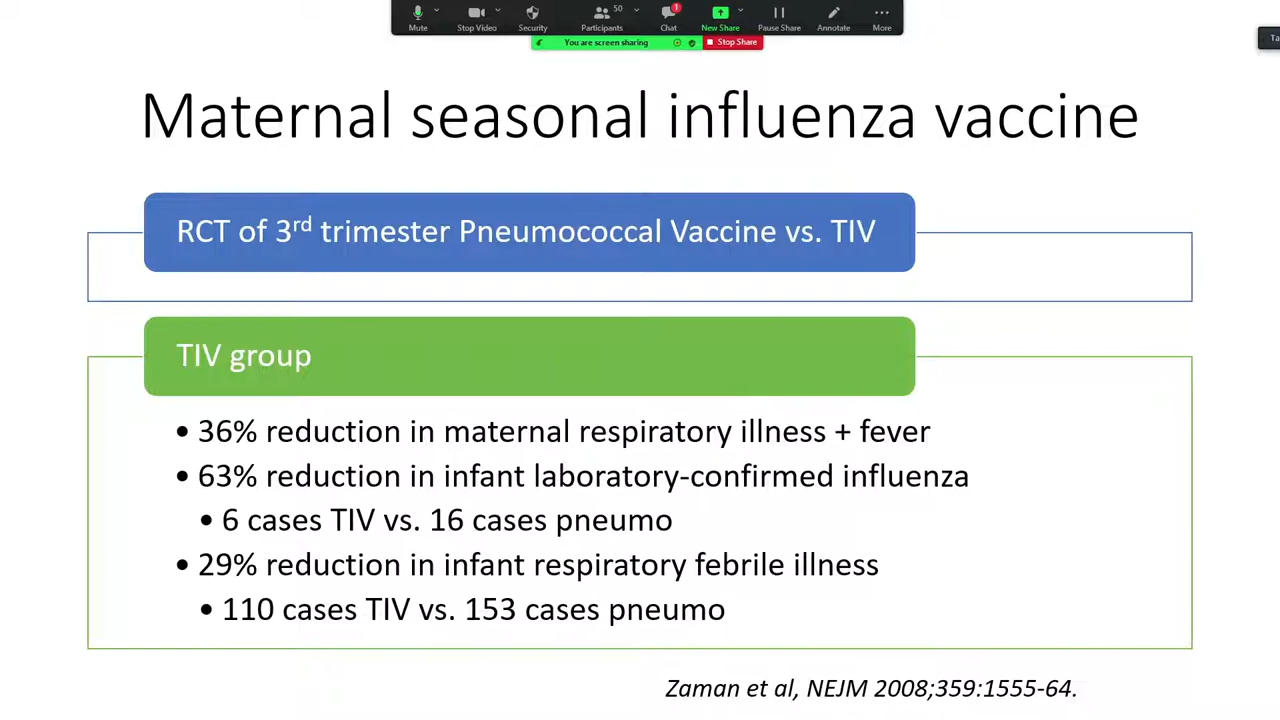 50
1
Mute
Stop Video
Security
Participants
Chat
New Share
Pause Share
Annotate
More
You are screen sharing
Stop Share
Ta
Maternal seasonal influenza vaccine
RCT of 3rd trimester Pneumococcal Vaccine vs. TIV
TIV group
• 36% reduction in maternal respiratory illness + fever
• 63% reduction in infant laboratory-confirmed influenza
• 6 cases TIV vs. 16 cases pneumo
• 29% reduction in infant respiratory febrile illness
• 110 cases TIV vs. 153 cases pneumo
Zaman et al, NEJM 2008;359:1555-64.